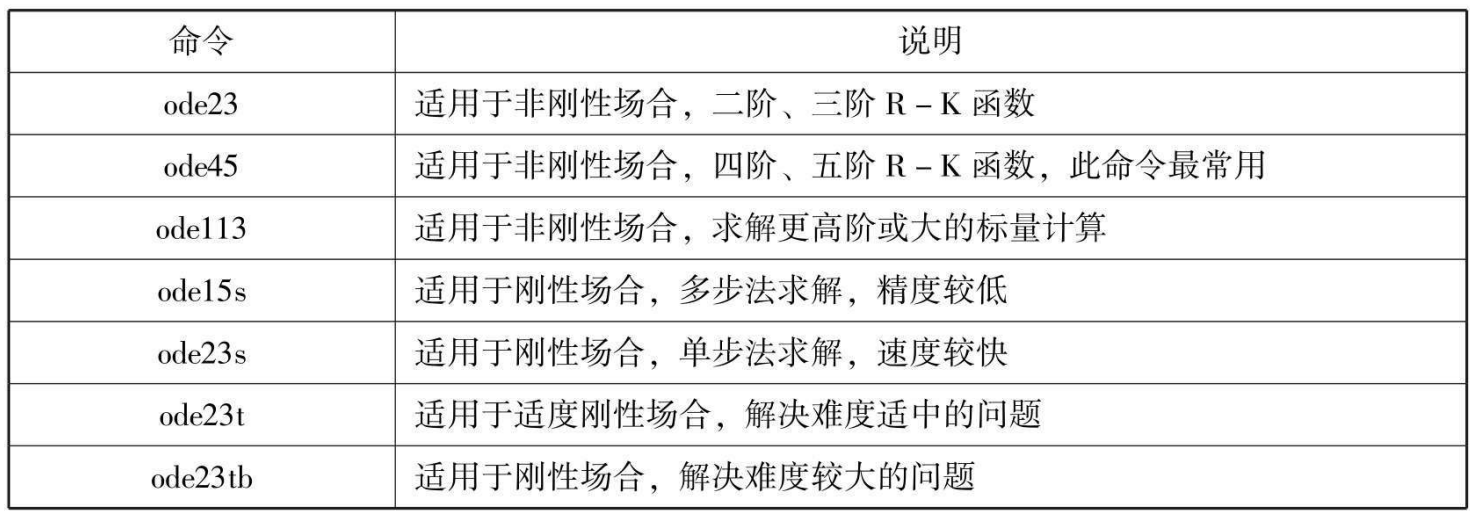 命令 说明
ode23 适用于非刚性场合，二阶、三阶 R－K 函数
ode45 适用于非刚性场合，四阶、五阶 R－K 函数，此命令最常用
ode113 适用于非刚性场合，求解更高阶或大的标量计算
ode15s 适用于刚性场合，多步法求解，精度较低
ode23s 适用于刚性场合，单步法求解，速度较快
ode23t 适用于适度刚性场合，解决难度适中的问题
ode23tb 适用于刚性场合，解决难度较大的问题